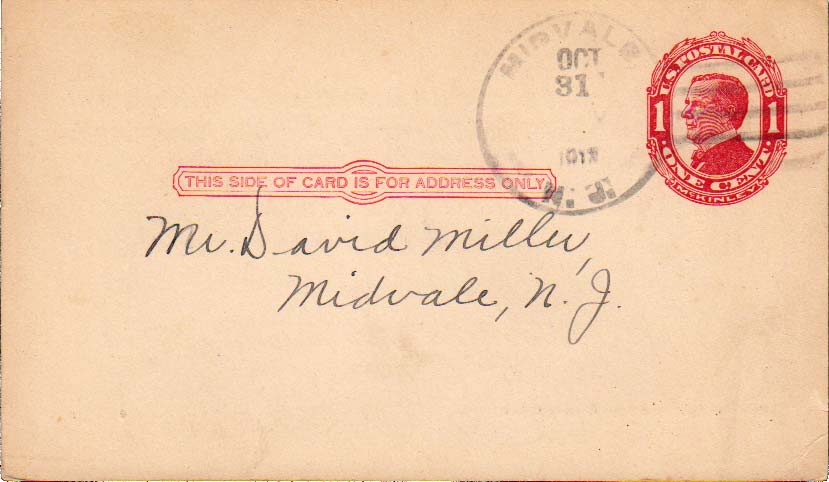 MIDVALE
OCT
31
N.J.
U.S. POSTAL CARD
1 1
ONE CENT
McKINLEY
THIS SIDE OF CARD IS FOR ADDRESS ONLY
Mr. David Miller,
Midvale, N. J.